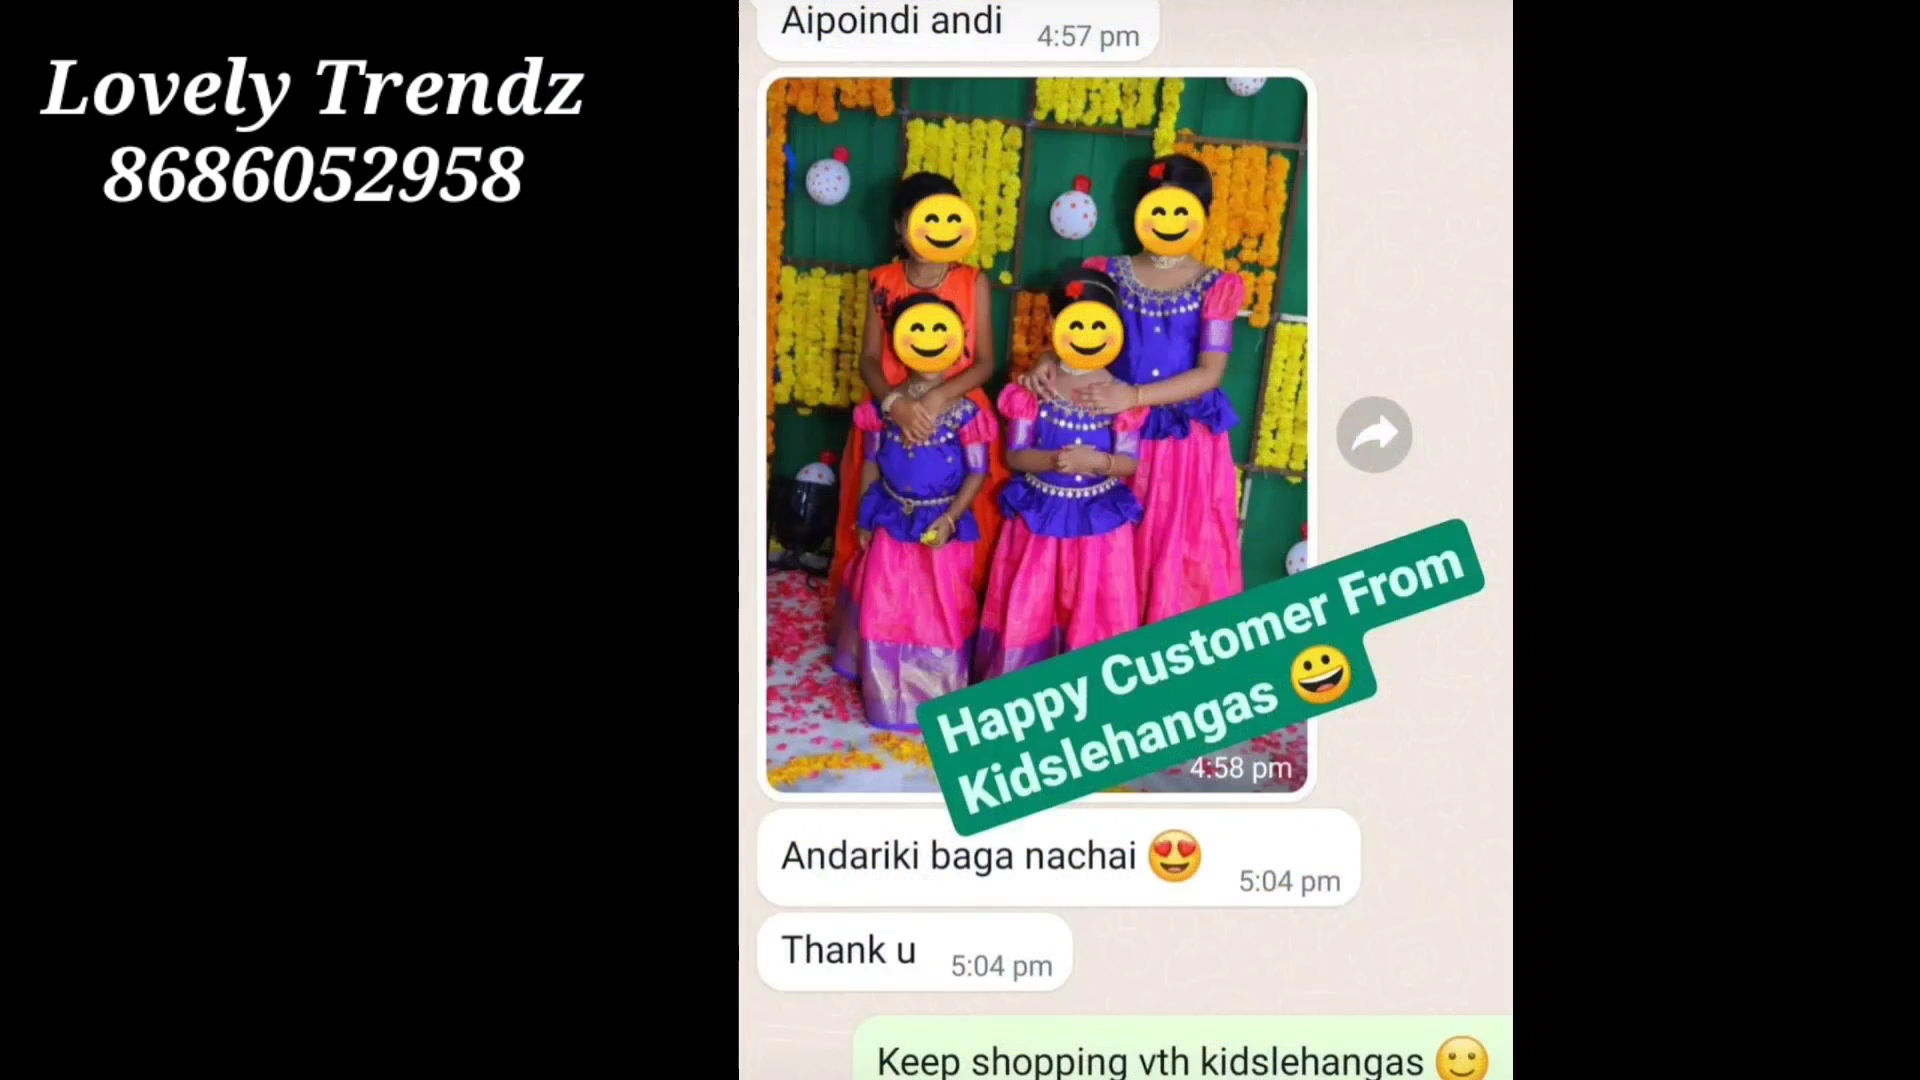 Lovely Trendz
8686052958
Aipoindi andi 4:57 pm
Happy Customer From
Kidslehangas 😀
4:58 pm
Andariki baga nachai 😍 5:04 pm
Thank u 5:04 pm
Keep shopping vth kidslehangas 🙂